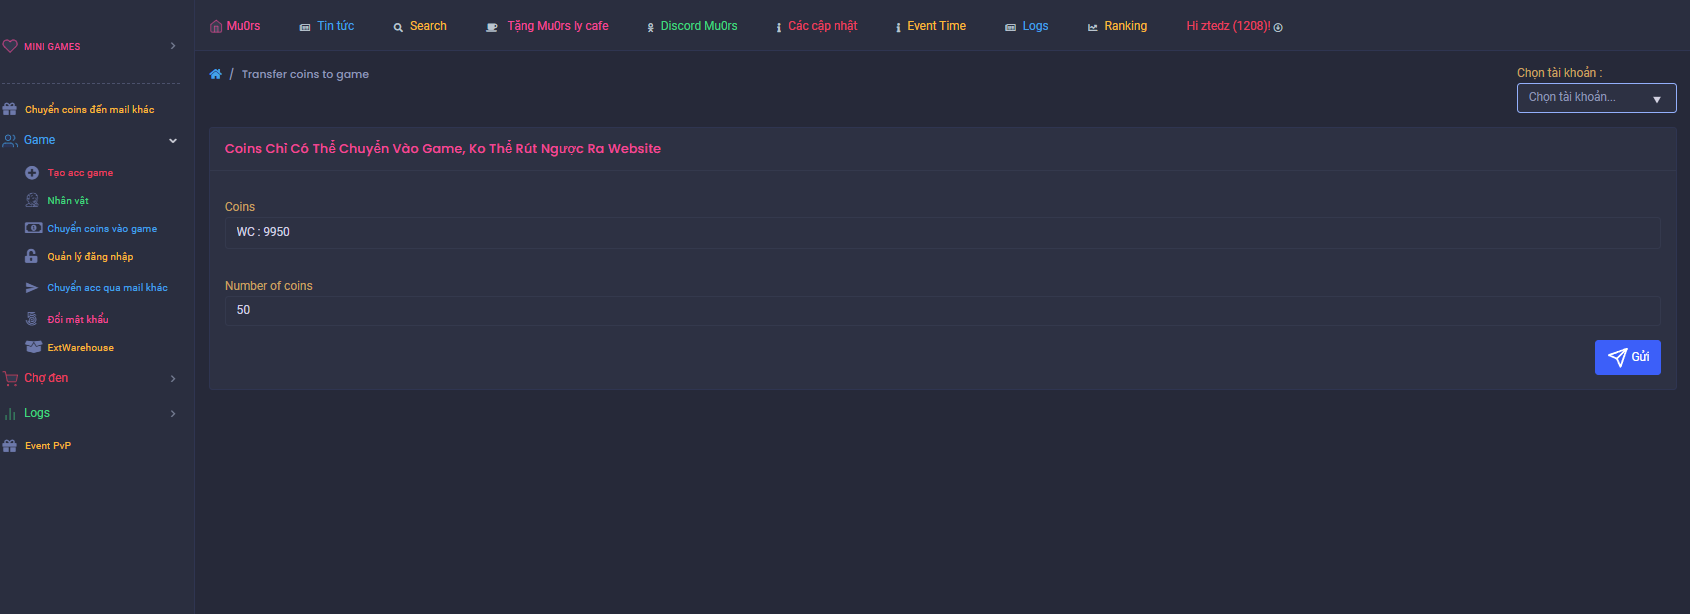 Mu0rs
Tin tức
Search
Tặng Mu0rs ly cafe
Discord Mu0rs
Các cập nhật
Event Time
Logs
Ranking
Hi ztedz (1208)!
MINI GAMES
Chuyển coins đến mail khác
Game
Tạo acc game
Nhân vật
Chuyển coins vào game
Quản lý đăng nhập
Chuyển acc qua mail khác
Đổi mật khẩu
ExtWarehouse
Chợ đen
Logs
Event PvP
/ Transfer coins to game
Chọn tài khoản :
Chọn tài khoản...
Coins Chỉ Có Thể Chuyển Vào Game, Ko Thể Rút Ngược Ra Website
Coins
WC : 9950
Number of coins
50
Gửi